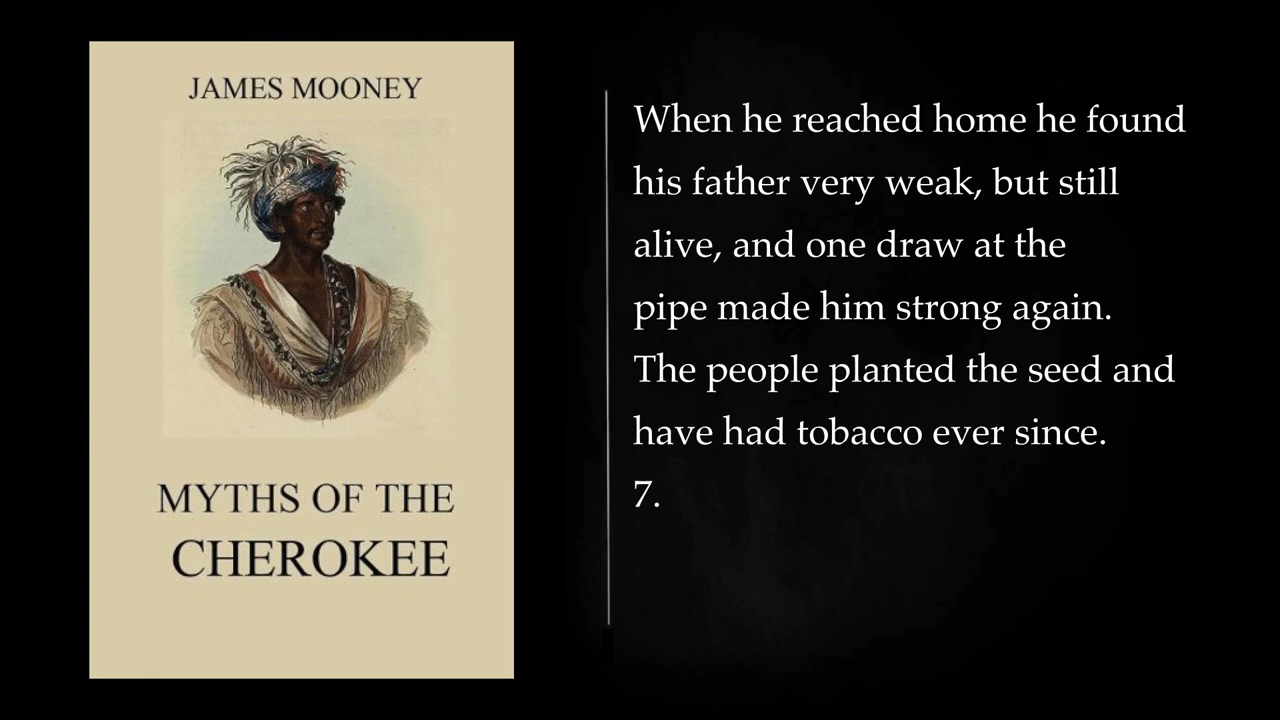 JAMES MOONEY
MYTHS OF THE
CHEROKEE
When he reached home he found
his father very weak, but still
alive, and one draw at the
pipe made him strong again.
The people planted the seed and
have had tobacco ever since.
7.